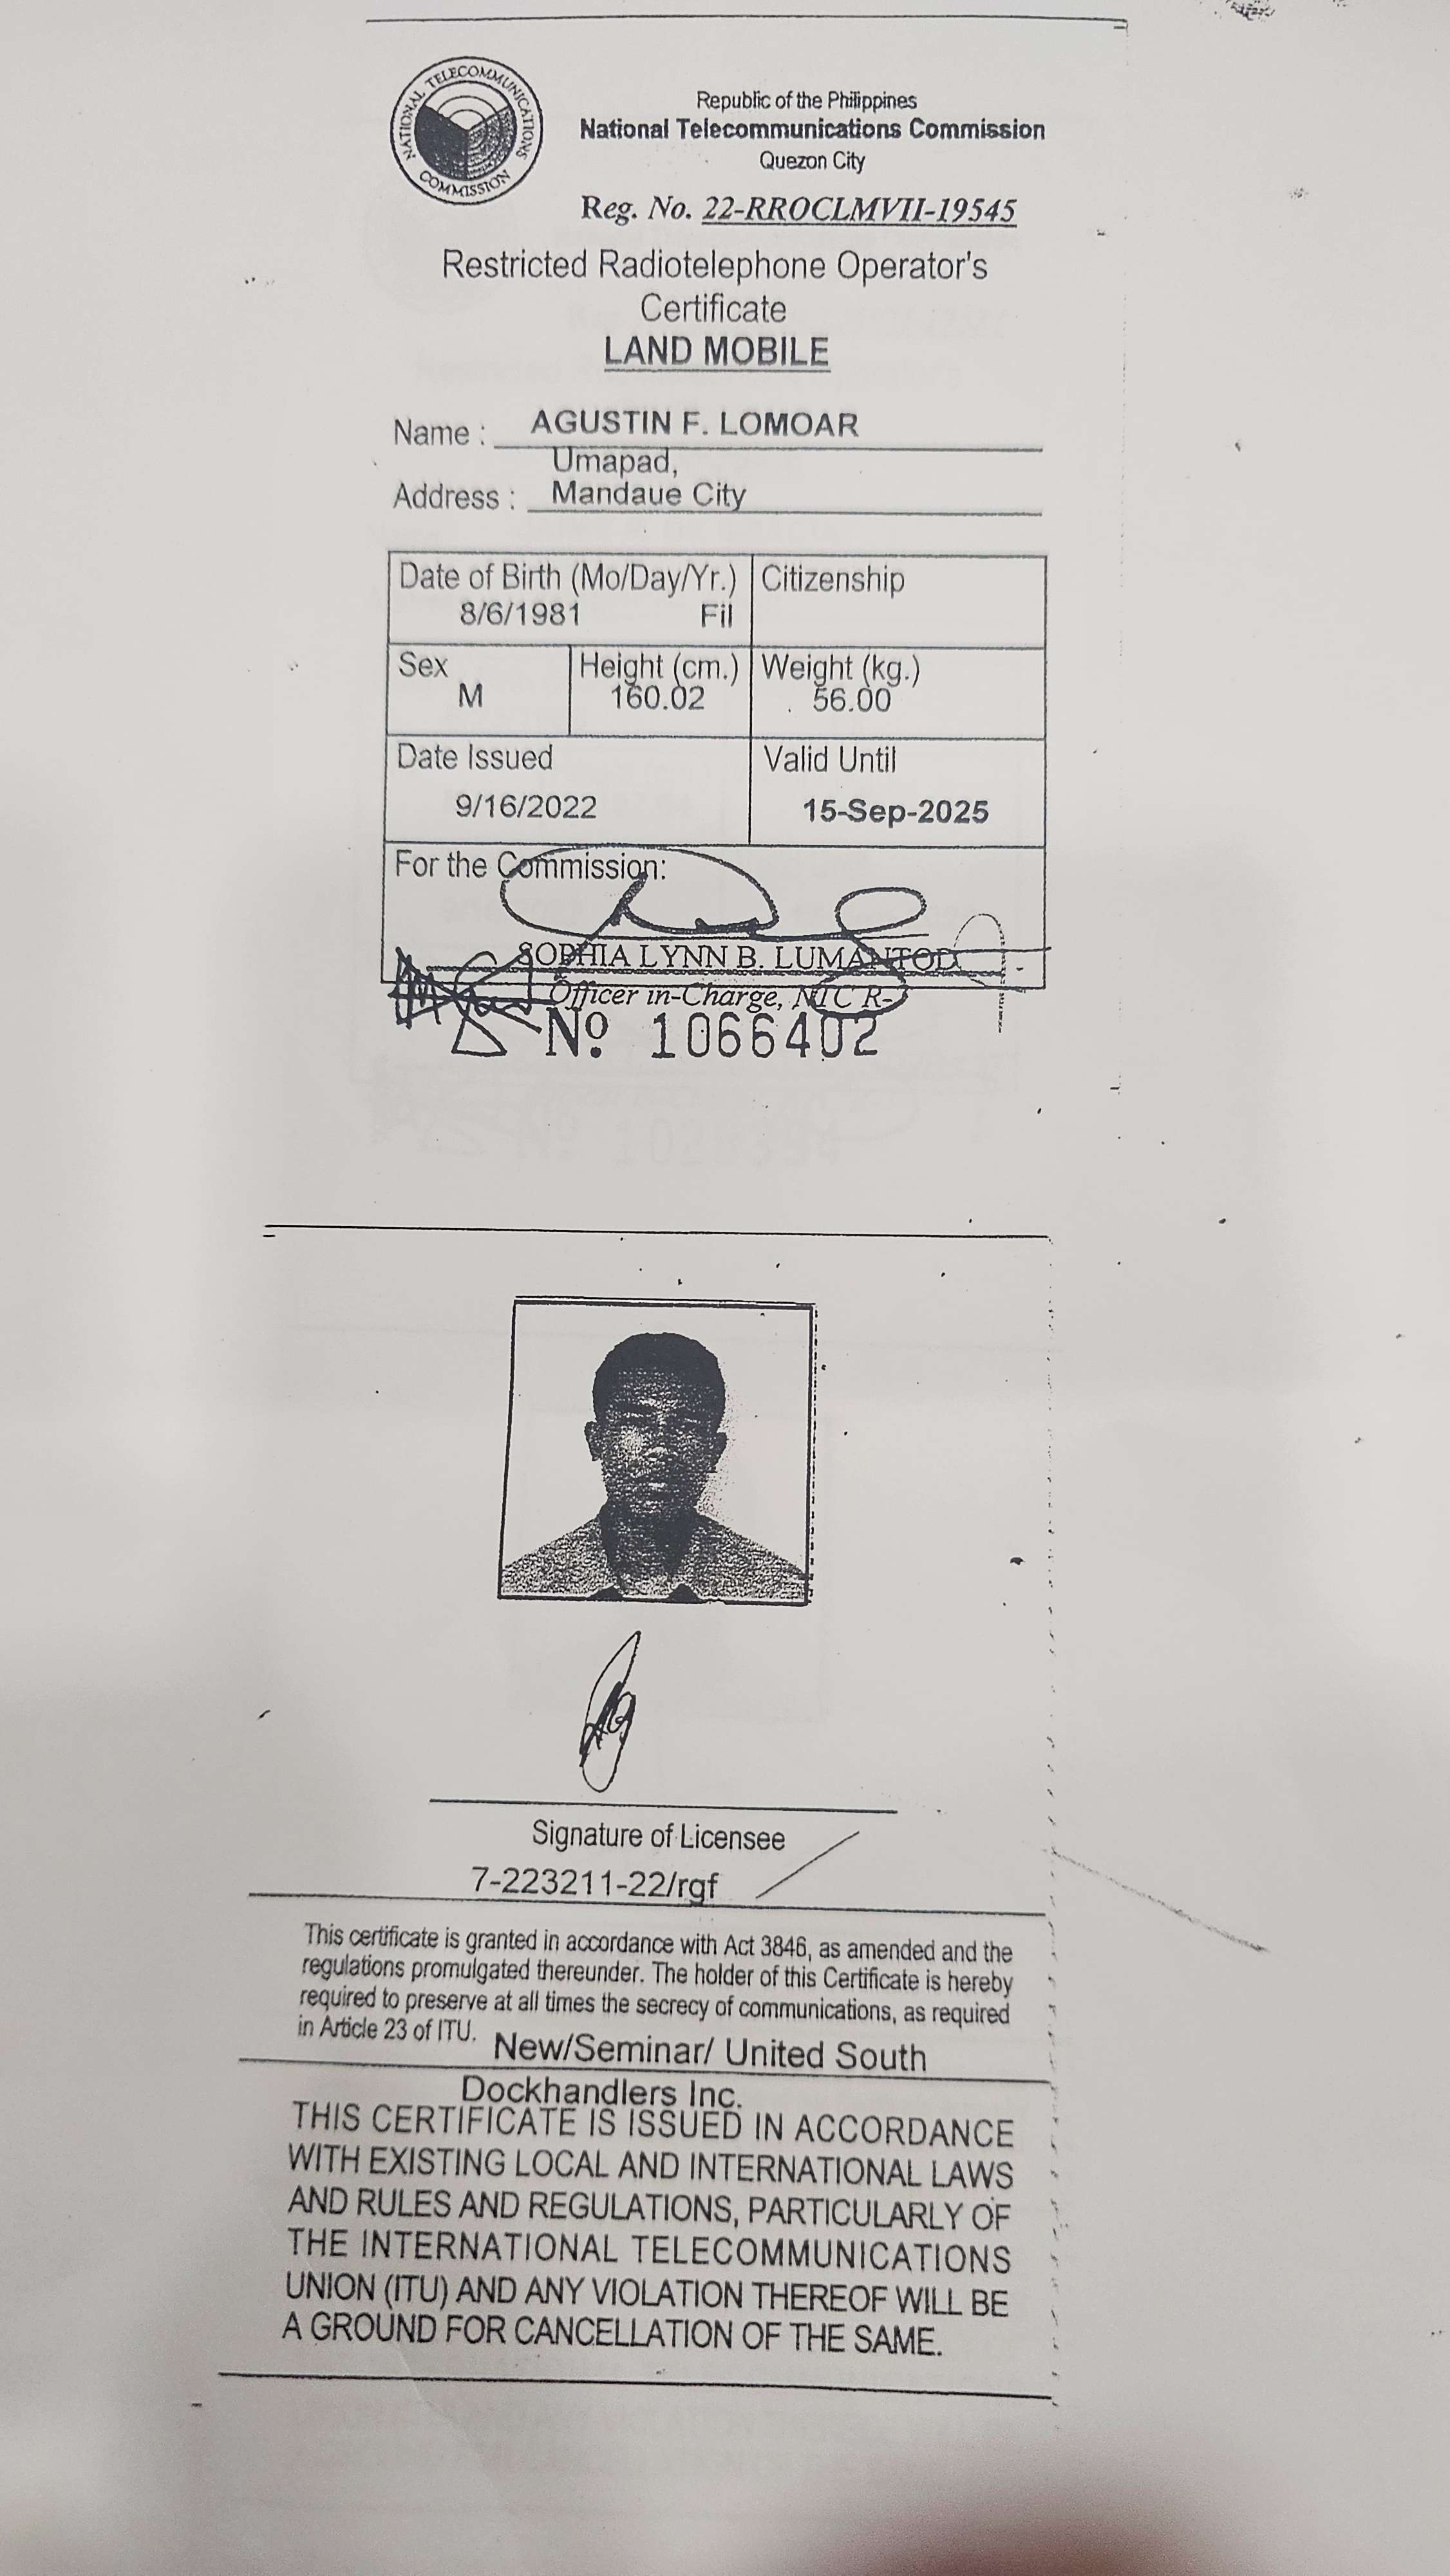 NATIONAL TELECOMMUNICATIONS COMMISSION
Republic of the Philippines
National Telecommunications Commission
Quezon City
Reg. No. 22-RROCLMVII-19545
Restricted Radiotelephone Operator's
Certificate
LAND MOBILE
Name : AGUSTIN F. LOMOAR
Umapad,
Address : Mandaue City
Date of Birth (Mo/Day/Yr.) Citizenship
8/6/1981 Fil
Sex Height (cm.) Weight (kg.)
M 160.02 56.00
Date Issued Valid Until
9/16/2022 15-Sep-2025
For the Commission:
SOPHIA LYNN B. LUMANTOD
Officer in-Charge, NTC R-
Nº 1066402
Signature of Licensee
7-223211-22/rgf
This certificate is granted in accordance with Act 3846, as amended and the
regulations promulgated thereunder. The holder of this Certificate is hereby
required to preserve at all times the secrecy of communications, as required
in Article 23 of ITU.
New/Seminar/ United South
Dockhandlers Inc.
THIS CERTIFICATE IS ISSUED IN ACCORDANCE
WITH EXISTING LOCAL AND INTERNATIONAL LAWS
AND RULES AND REGULATIONS, PARTICULARLY OF
THE INTERNATIONAL TELECOMMUNICATIONS
UNION (ITU) AND ANY VIOLATION THEREOF WILL BE
A GROUND FOR CANCELLATION OF THE SAME.